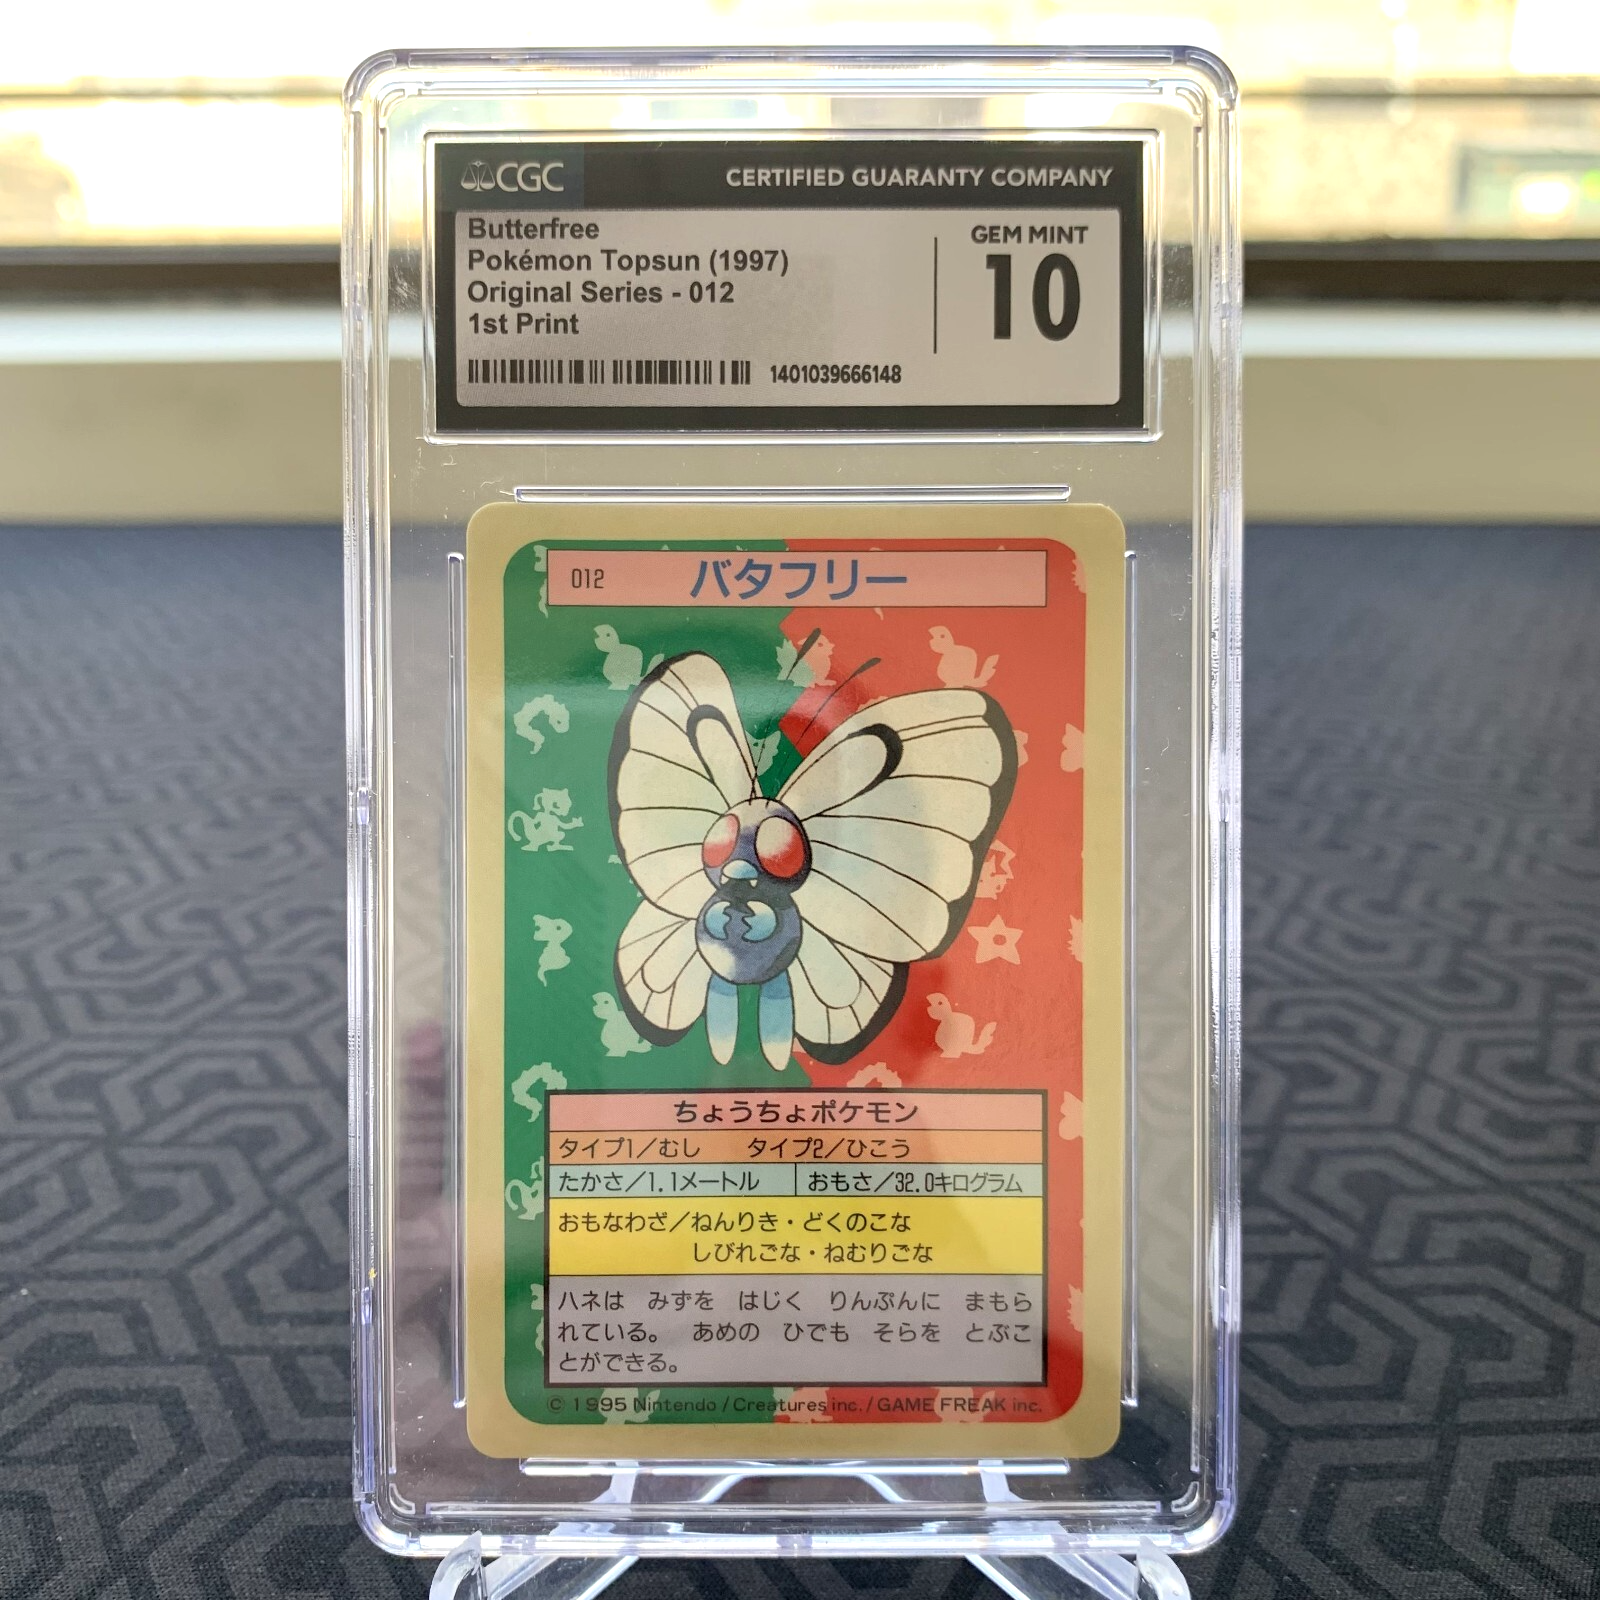 CGC
CERTIFIED GUARANTY COMPANY
Butterfree
Pokémon Topsun (1997)
Original Series - 012
1st Print
GEM MINT
10
1401039666148
012 バタフリー
ちょうちょポケモン
タイプ1/むし タイプ2/ひこう
たかさ/1.1メートル おもさ/32.0キログラム
おもなわざ/ねんりき・どくのこな
しびれごな・ねむりごな
ハネは みずを はじく りんぷんに まもら
れている。 あめの ひでも そらを とぶこ
とができる。
© 1995 Nintendo / Creatures inc. / GAME FREAK inc.